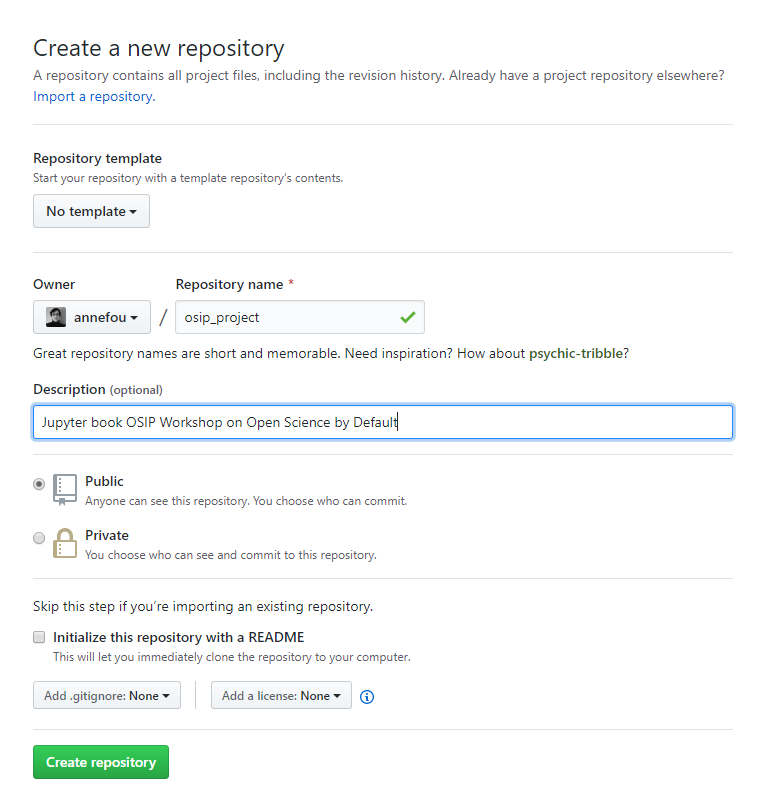 Create a new repository
A repository contains all project files, including the revision history. Already have a project repository elsewhere?
Import a repository.
Repository template
Start your repository with a template repository's contents.
No template
Owner Repository name *
annefou / osip_project
Great repository names are short and memorable. Need inspiration? How about psychic-tribble?
Description (optional)
Jupyter book OSIP Workshop on Open Science by Default
Public
Anyone can see this repository. You choose who can commit.
Private
You choose who can see and commit to this repository.
Skip this step if you’re importing an existing repository.
Initialize this repository with a README
This will let you immediately clone the repository to your computer.
Add .gitignore: None Add a license: None
Create repository